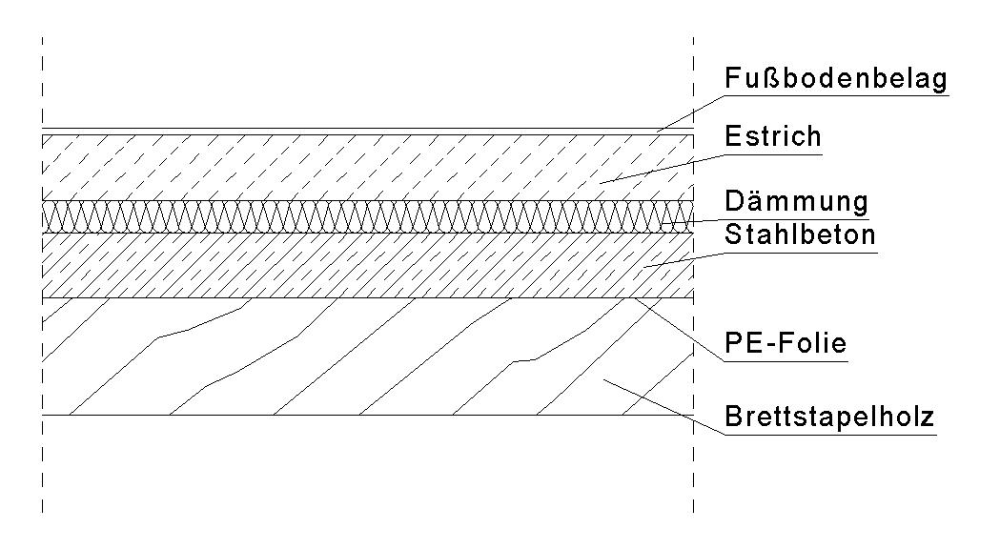 Fußbodenbelag
Estrich
Dämmung
Stahlbeton
PE-Folie
Brettstapelholz